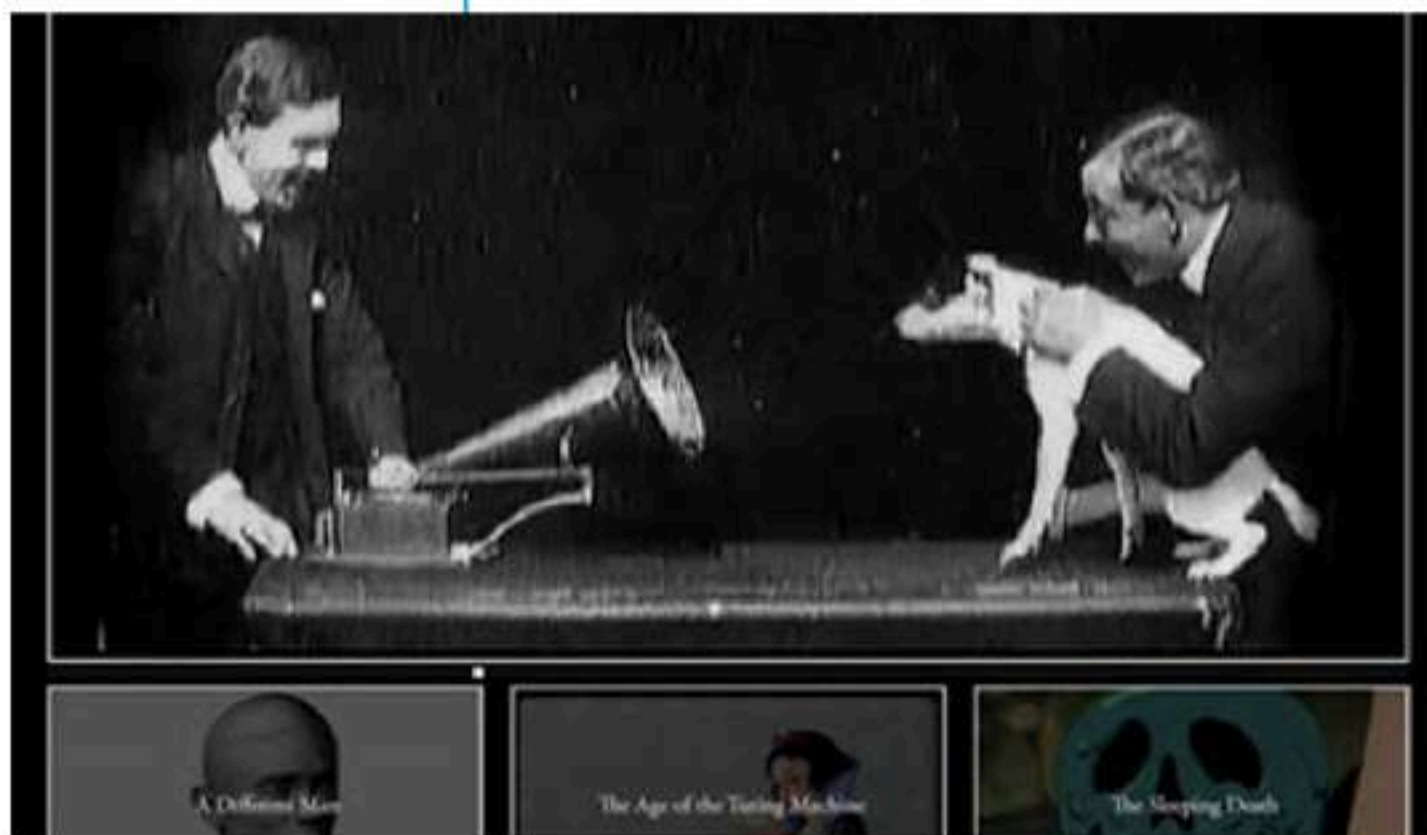 A Different Man
The Age of the Turing Machine
The Sleeping Death